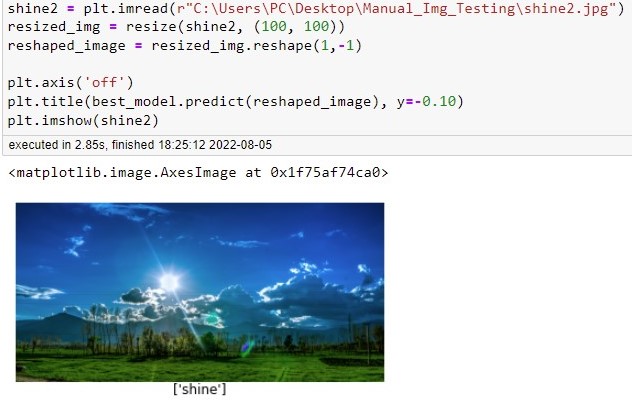 shine2 = plt.imread(r"C:\Users\PC\Desktop\Manual_Img_Testing\shine2.jpg")
resized_img = resize(shine2, (100, 100))
reshaped_image = resized_img.reshape(1,-1)
plt.axis('off')
plt.title(best_model.predict(reshaped_image), y=-0.10)
plt.imshow(shine2)
executed in 2.85s, finished 18:25:12 2022-08-05
<matplotlib.image.AxesImage at 0x1f75af74ca0>
['shine']